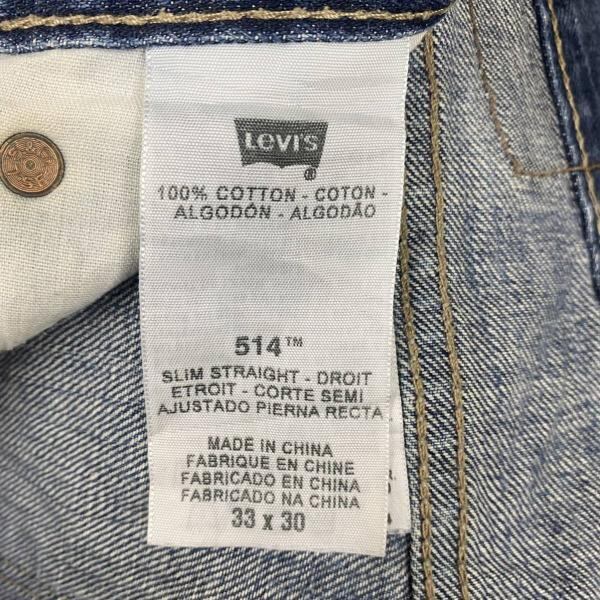 Levi's
®
100% COTTON - COTON -
ALGODÓN - ALGODÃO
514™
SLIM STRAIGHT - DROIT
ETROIT - CORTE SEMI
AJUSTADO PIERNA RECTA
MADE IN CHINA
FABRIQUE EN CHINE
FABRICADO EN CHINA
FABRICADO NA CHINA
33 x 30